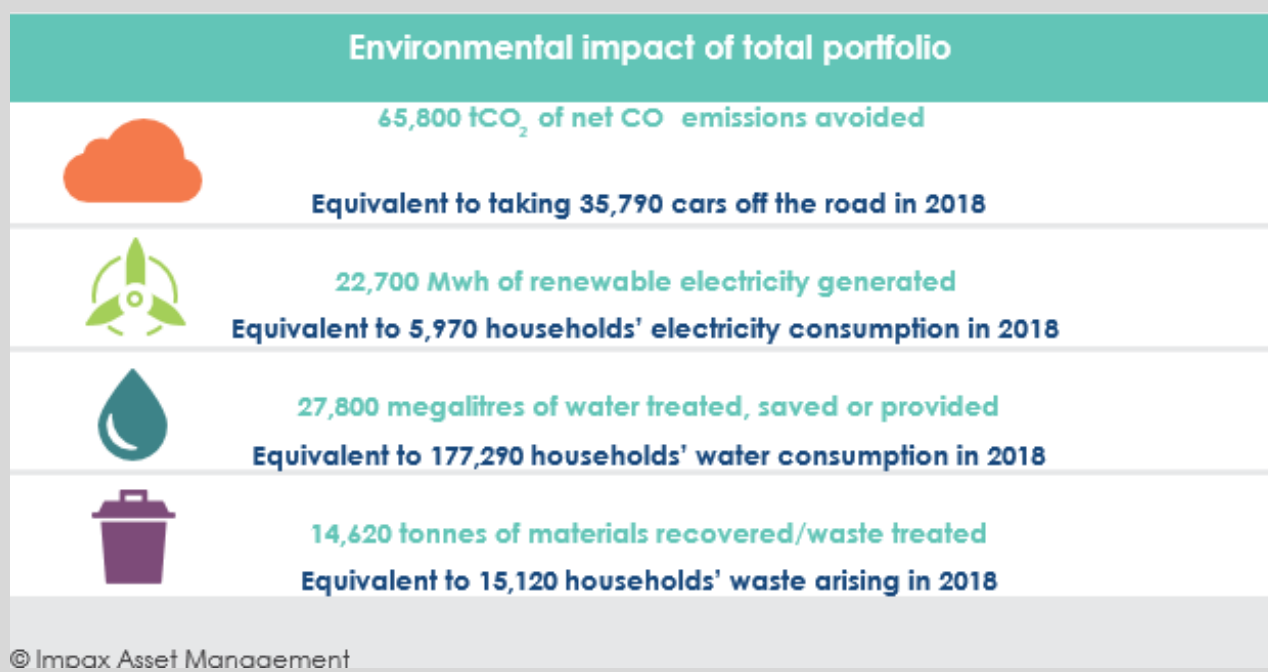 Environmental impact of total portfolio
65,800 tCO₂ of net CO emissions avoided
Equivalent to taking 35,790 cars off the road in 2018
22,700 Mwh of renewable electricity generated
Equivalent to 5,970 households’ electricity consumption in 2018
27,800 megalitres of water treated, saved or provided
Equivalent to 177,290 households’ water consumption in 2018
14,620 tonnes of materials recovered/waste treated
Equivalent to 15,120 households’ waste arising in 2018
© Impax Asset Management